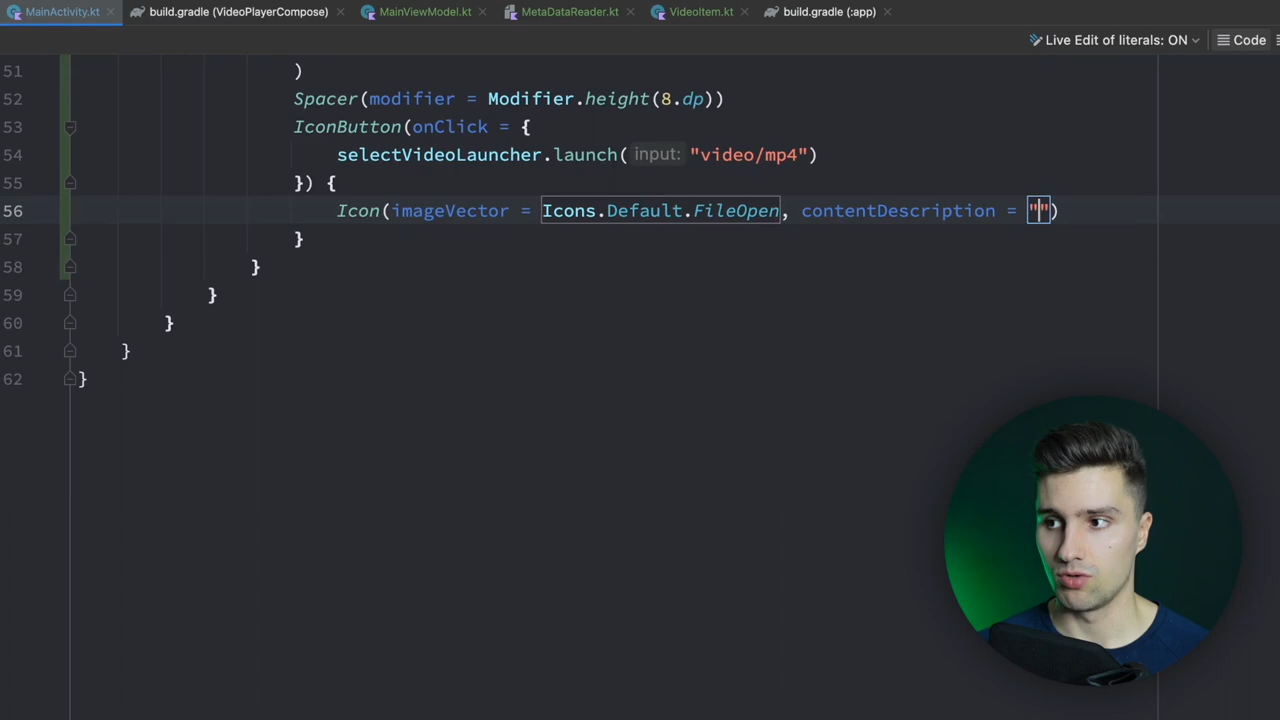 MainActivity.kt build.gradle (VideoPlayerCompose) MainViewModel.kt MetaDataReader.kt VideoItem.kt build.gradle (:app)
Live Edit of literals: ON Code
51 )
52 Spacer(modifier = Modifier.height(8.dp))
53 IconButton(onClick = {
54 selectVideoLauncher.launch( input: "video/mp4")
55 }) {
56 Icon(imageVector = Icons.Default.FileOpen, contentDescription = "")
57 }
58 }
59 }
60 }
61 }
62 }